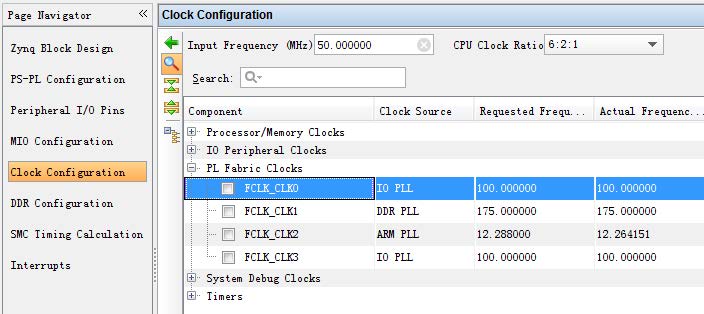 Page Navigator
Zynq Block Design
PS-PL Configuration
Peripheral I/O Pins
MIO Configuration
Clock Configuration
DDR Configuration
SMC Timing Calculation
Interrupts
Clock Configuration
Input Frequency (MHz) 50.000000 CPU Clock Ratio 6:2:1
Search:
Component Clock Source Requested Frequ... Actual Frequenc...
Processor/Memory Clocks
IO Peripheral Clocks
PL Fabric Clocks
FCLK_CLK0 IO PLL 100.000000 100.000000
FCLK_CLK1 DDR PLL 175.000000 175.000000
FCLK_CLK2 ARM PLL 12.288000 12.264151
FCLK_CLK3 IO PLL 100.000000 100.000000
System Debug Clocks
Timers